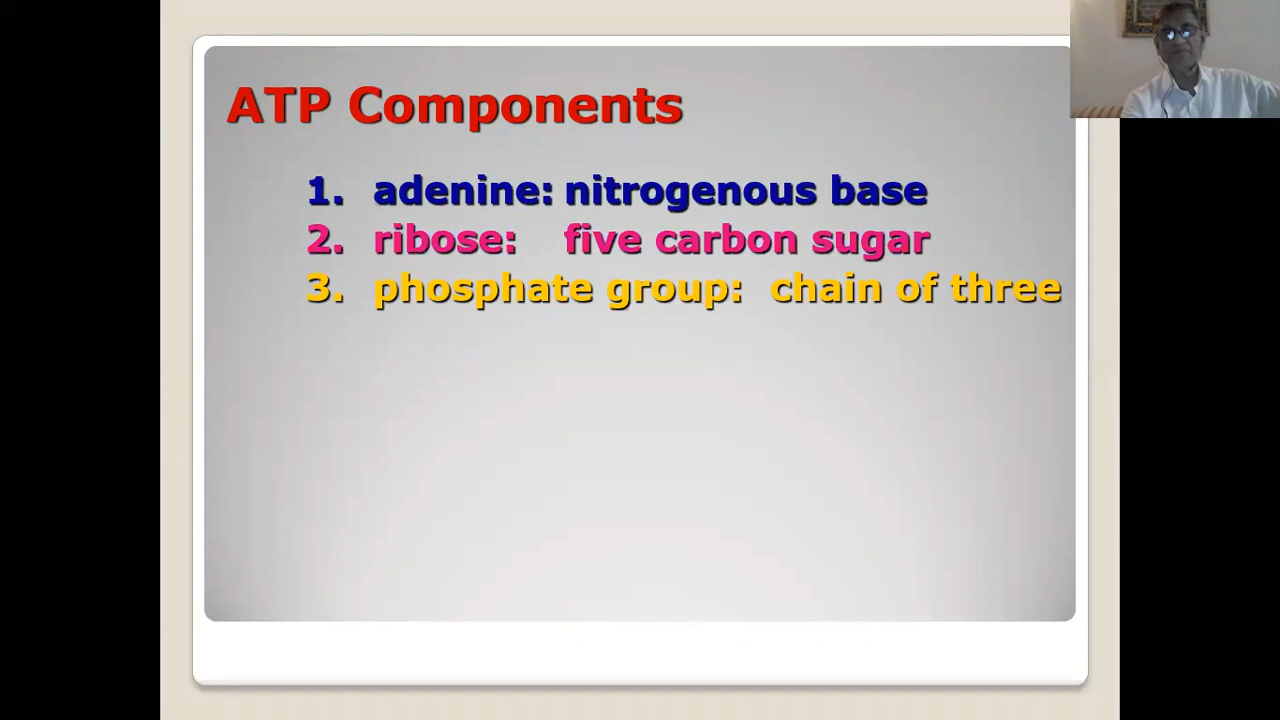 ATP Components
1. adenine: nitrogenous base
2. ribose: five carbon sugar
3. phosphate group: chain of three